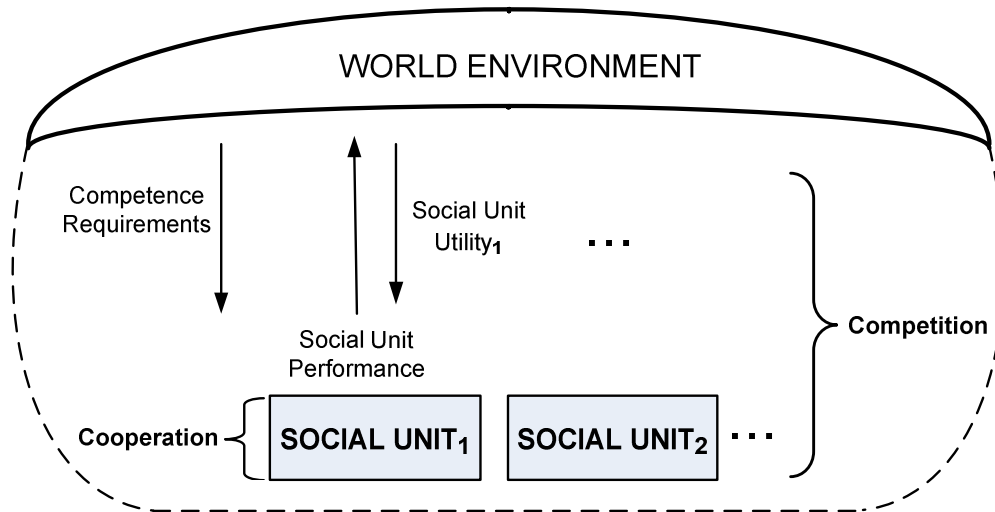 WORLD ENVIRONMENT
Competence
Requirements
Social Unit
Utility₁
...
Social Unit
Performance
Competition
Cooperation
SOCIAL UNIT₁
SOCIAL UNIT₂
...